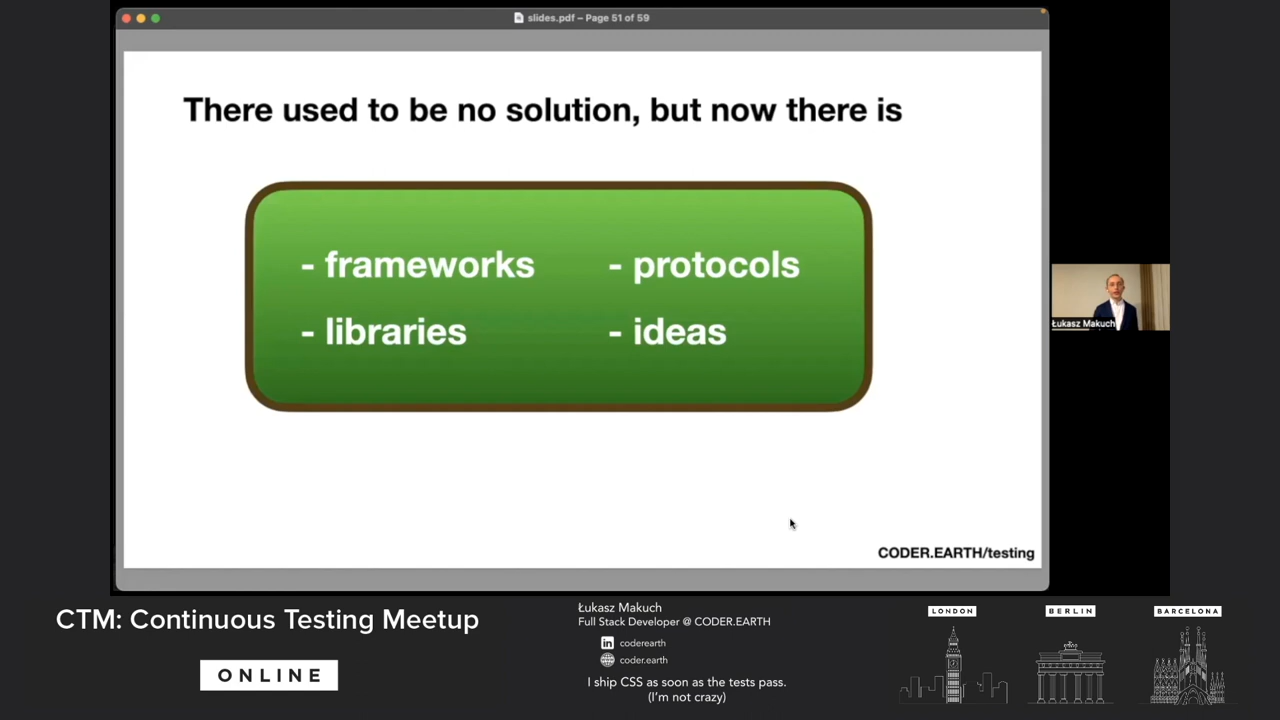 slides.pdf – Page 51 of 59
There used to be no solution, but now there is
- frameworks
- protocols
- libraries
- ideas
CODER.EARTH/testing
Łukasz Makuch
CTM: Continuous Testing Meetup
ONLINE
Łukasz Makuch
Full Stack Developer @ CODER.EARTH
in coderearth
coder.earth
I ship CSS as soon as the tests pass.
(I'm not crazy)
LONDON
BERLIN
BARCELONA